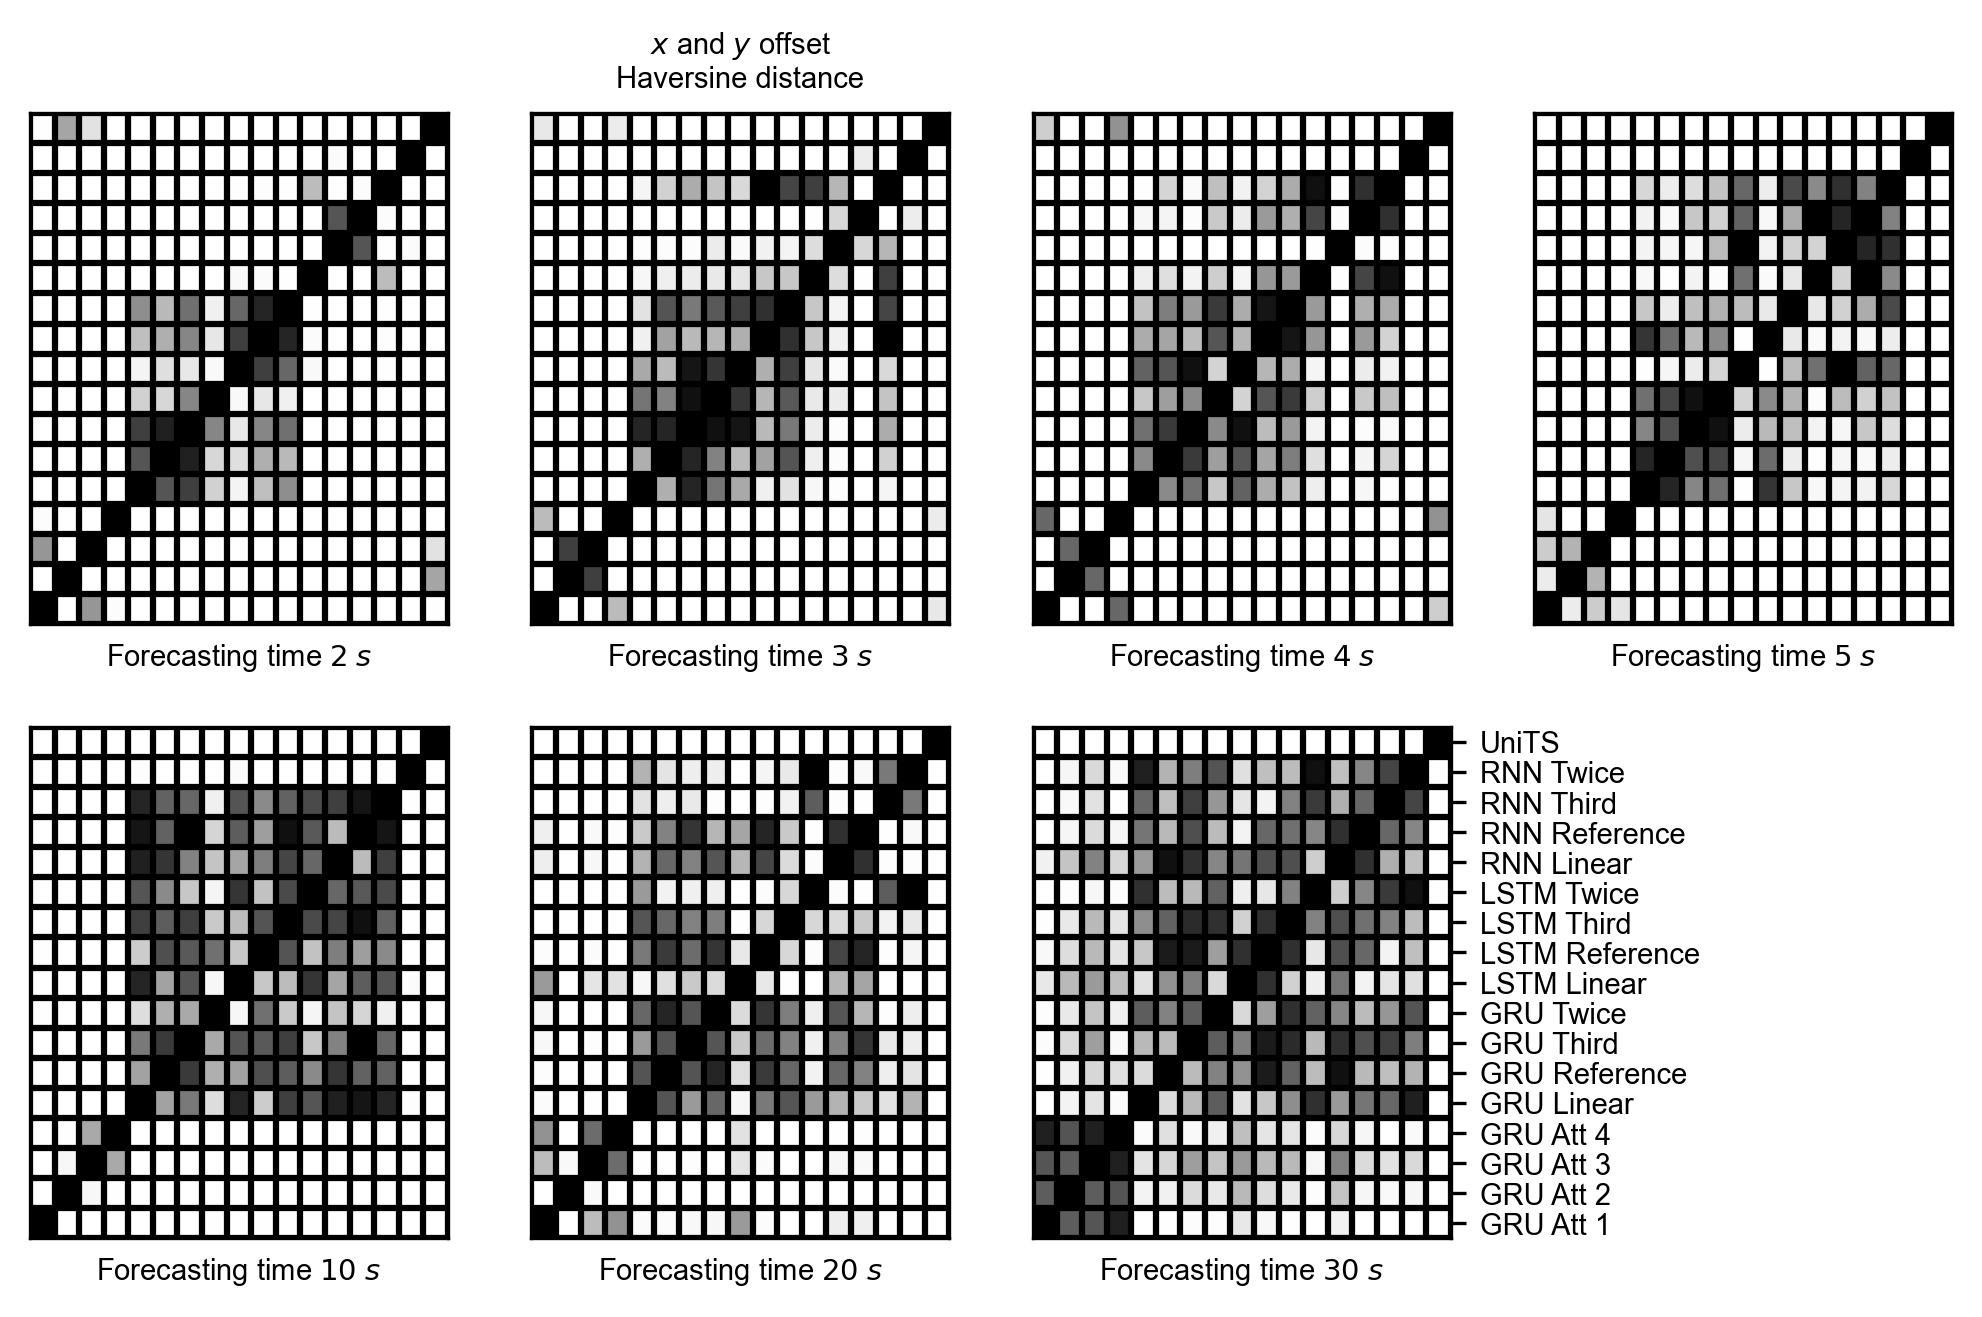 x and y offset
Haversine distance
Forecasting time 2 s
Forecasting time 3 s
Forecasting time 4 s
Forecasting time 5 s
UniTS
RNN Twice
RNN Third
RNN Reference
RNN Linear
LSTM Twice
LSTM Third
LSTM Reference
LSTM Linear
GRU Twice
GRU Third
GRU Reference
GRU Linear
GRU Att 4
GRU Att 3
GRU Att 2
GRU Att 1
Forecasting time 10 s
Forecasting time 20 s
Forecasting time 30 s